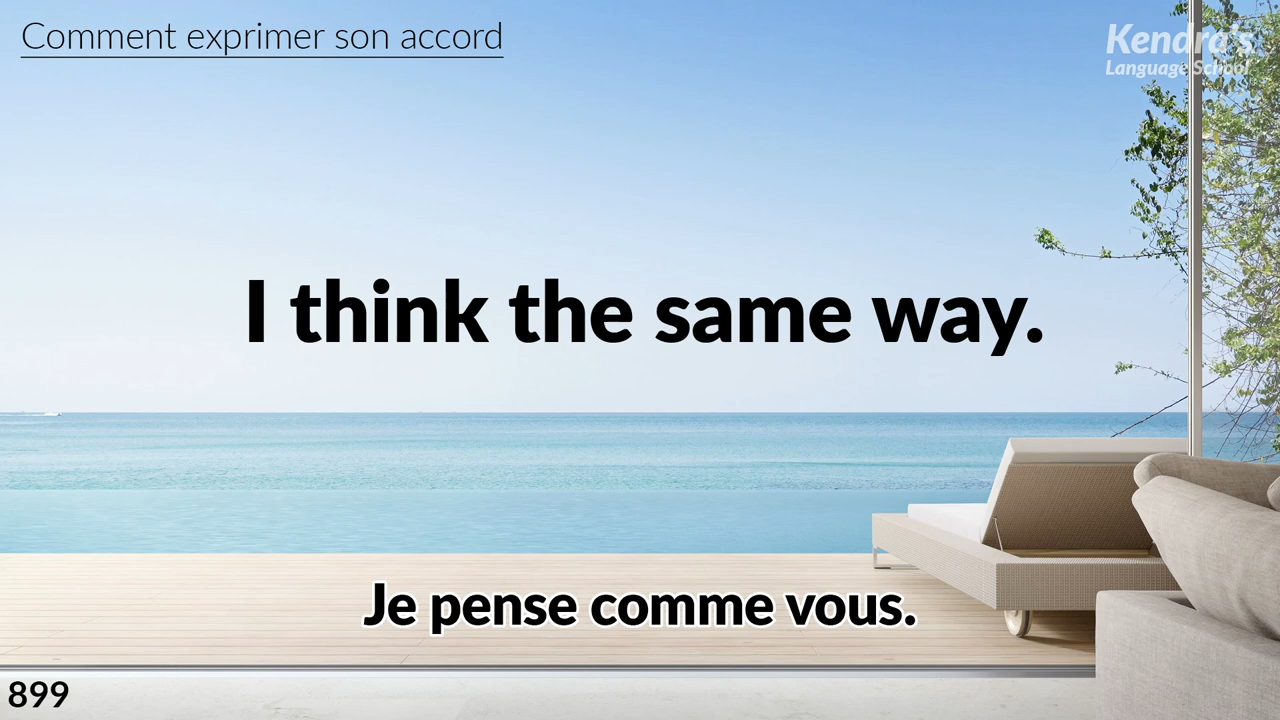 Comment exprimer son accord
Kendra's
Language School
I think the same way.
Je pense comme vous.
899